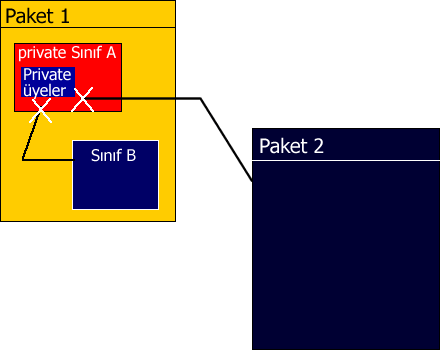 Paket 1
private Sınıf A
Private
üyeler
Sınıf B
Paket 2